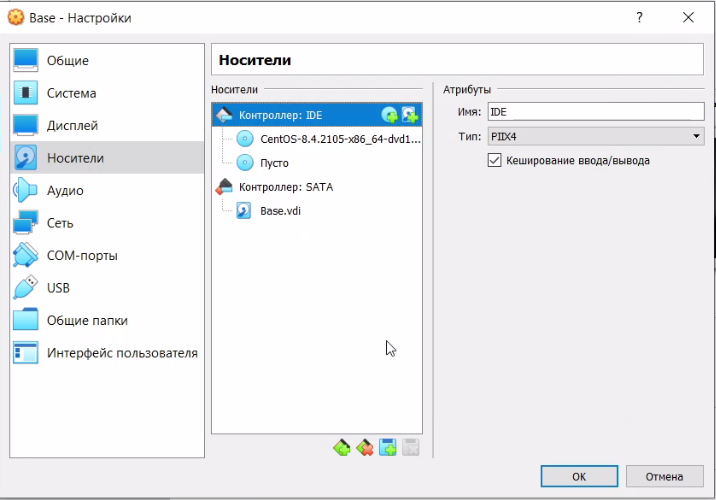 Base - Настройки
?
Общие
Система
Дисплей
Носители
Аудио
Сеть
COM-порты
USB
Общие папки
Интерфейс пользователя
Носители
Носители
Контроллер: IDE
CentOS-8.4.2105-x86_64-dvd1...
Пусто
Контроллер: SATA
Base.vdi
Атрибуты
Имя: IDE
Тип: PIIX4
Кеширование ввода/вывода
OK
Отмена